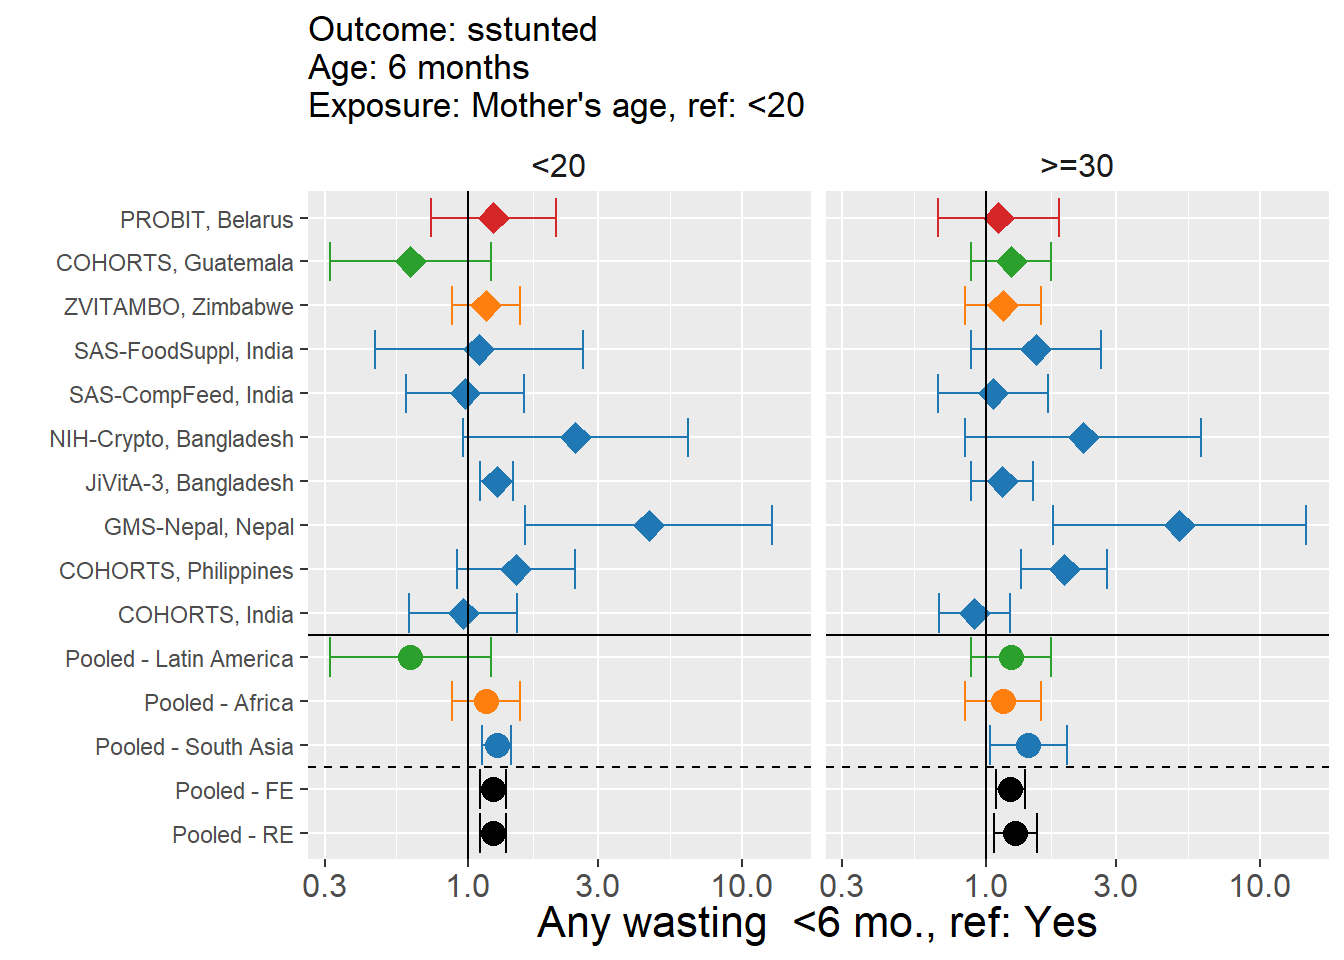 Outcome: sstunted
Age: 6 months
Exposure: Mother's age, ref: <20
<20 >=30
PROBIT, Belarus
COHORTS, Guatemala
ZVITAMBO, Zimbabwe
SAS-FoodSuppl, India
SAS-CompFeed, India
NIH-Crypto, Bangladesh
JiVitA-3, Bangladesh
GMS-Nepal, Nepal
COHORTS, Philippines
COHORTS, India
Pooled - Latin America
Pooled - Africa
Pooled - South Asia
Pooled - FE
Pooled - RE
0.3 1.0 3.0 10.0 0.3 1.0 3.0 10.0
Any wasting  <6 mo., ref: Yes